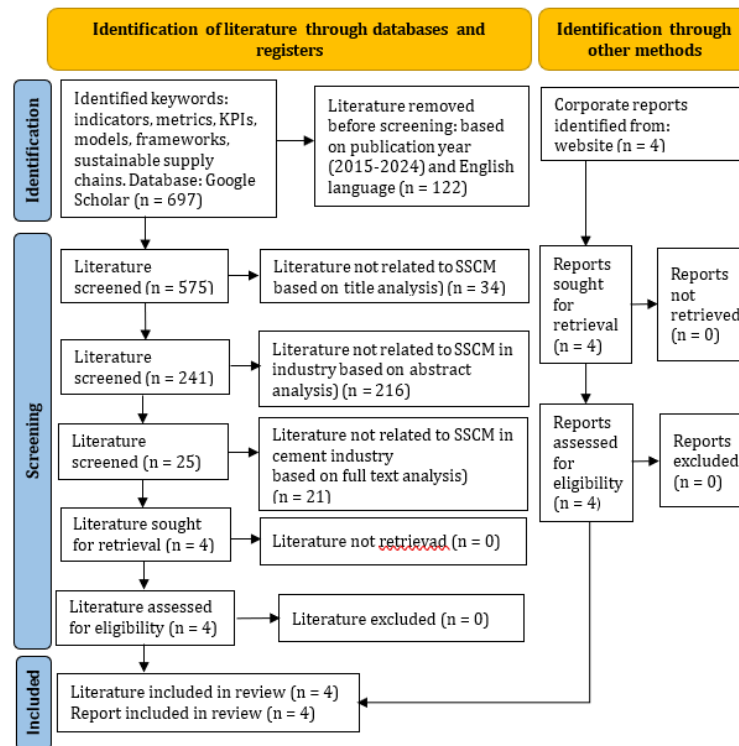 Identification of literature through databases and
registers
Identification through
other methods
Identification
Identified keywords:
indicators, metrics, KPIs,
models, frameworks,
sustainable supply
chains. Database: Google
Scholar (n = 697)
Literature removed
before screening: based
on publication year
(2015-2024) and English
language (n = 122)
Corporate reports
identified from:
website (n = 4)
Screening
Literature
screened (n = 575)
Literature not related to SSCM
based on title analysis) (n = 34)
Reports
sought for
retrieval (n = 4)
Reports
not
retrieved
(n = 0)
Literature
screened (n = 241)
Literature not related to SSCM in
industry based on abstract
analysis) (n = 216)
Literature
screened (n = 25)
Literature not related to SSCM in
cement industry
based on full text analysis)
(n = 21)
Reports
assessed for
eligibility (n
= 4)
Reports
excluded
(n = 0)
Literature sought
for retrieval (n = 4)
Literature not retrievad (n = 0)
Literature assessed
for eligibility (n = 4)
Literature excluded (n = 0)
Included
Literature included in review (n = 4)
Report included in review (n = 4)